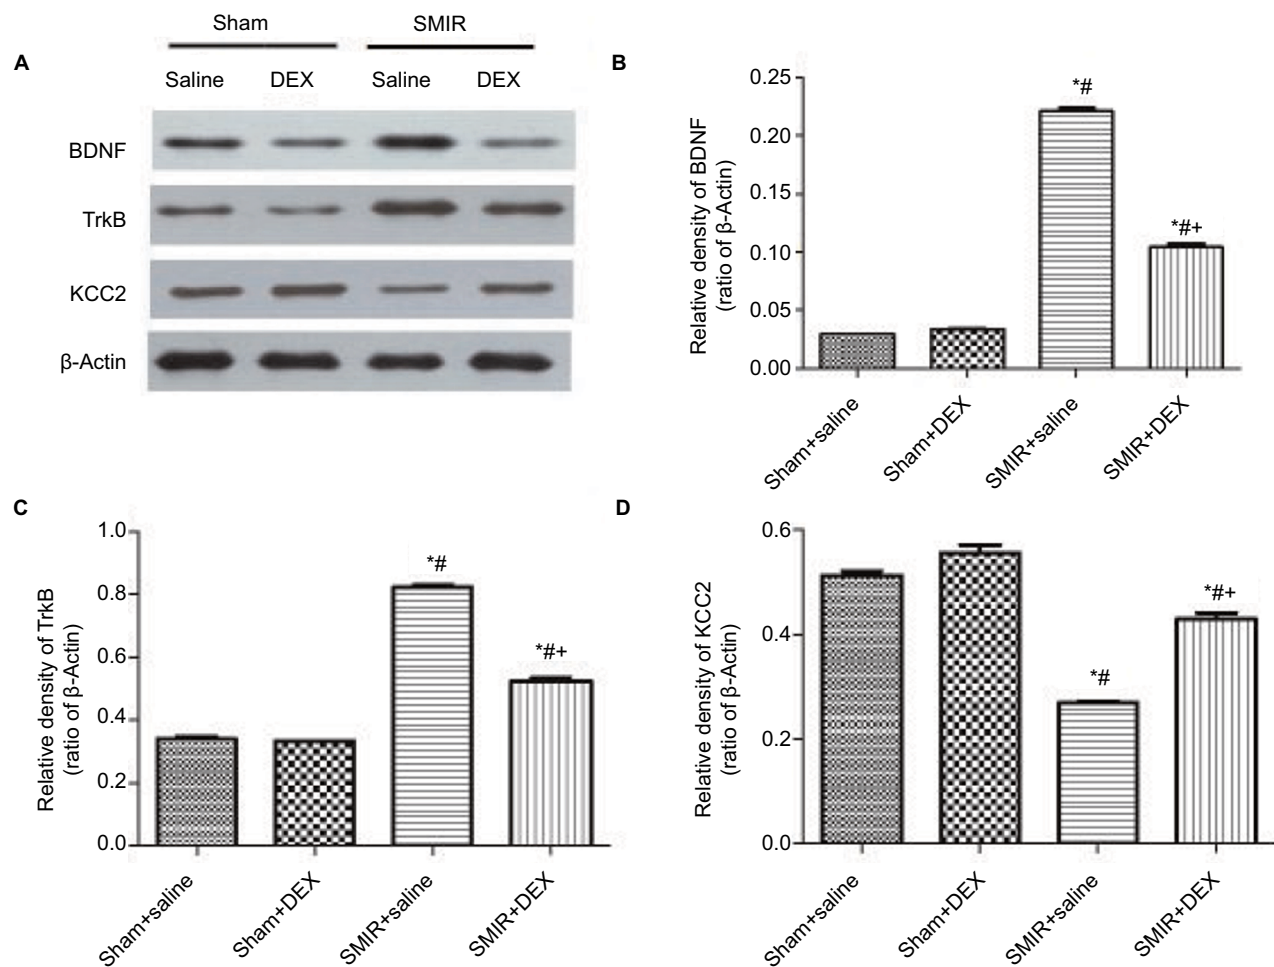 Sham SMIR
A
Saline DEX Saline DEX
BDNF
TrkB
KCC2
β-Actin
B
Relative density of BDNF
(ratio of β-Actin)
0.25
0.20
0.15
0.10
0.05
0.00
*#
*#+
Sham+saline
Sham+DEX
SMIR+saline
SMIR+DEX
C
Relative density of TrkB
(ratio of β-Actin)
1.0
0.8
0.6
0.4
0.2
0.0
*#
*#+
Sham+saline
Sham+DEX
SMIR+saline
SMIR+DEX
D
Relative density of KCC2
(ratio of β-Actin)
0.6
0.4
0.2
0.0
*#
*#+
Sham+saline
Sham+DEX
SMIR+saline
SMIR+DEX